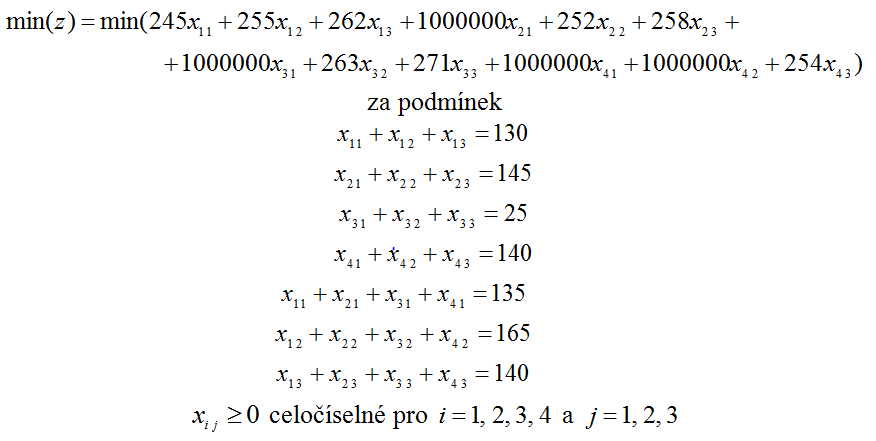 min(z) = min(245x₁₁ + 255x₁₂ + 262x₁₃ + 1000000x₂₁ + 252x₂₂ + 258x₂₃ +
+1000000x₃₁ + 263x₃₂ + 271x₃₃ + 1000000x₄₁ + 1000000x₄₂ + 254x₄₃)
za podmínek
x₁₁ + x₁₂ + x₁₃ = 130
x₂₁ + x₂₂ + x₂₃ = 145
x₃₁ + x₃₂ + x₃₃ = 25
x₄₁ + ẋ₄₂ + x₄₃ = 140
x₁₁ + x₂₁ + x₃₁ + x₄₁ = 135
x₁₂ + x₂₂ + x₃₂ + x₄₂ = 165
x₁₃ + x₂₃ + x₃₃ + x₄₃ = 140
xᵢⱼ ≥ 0 celočíselné pro i = 1, 2, 3, 4 a j = 1, 2, 3